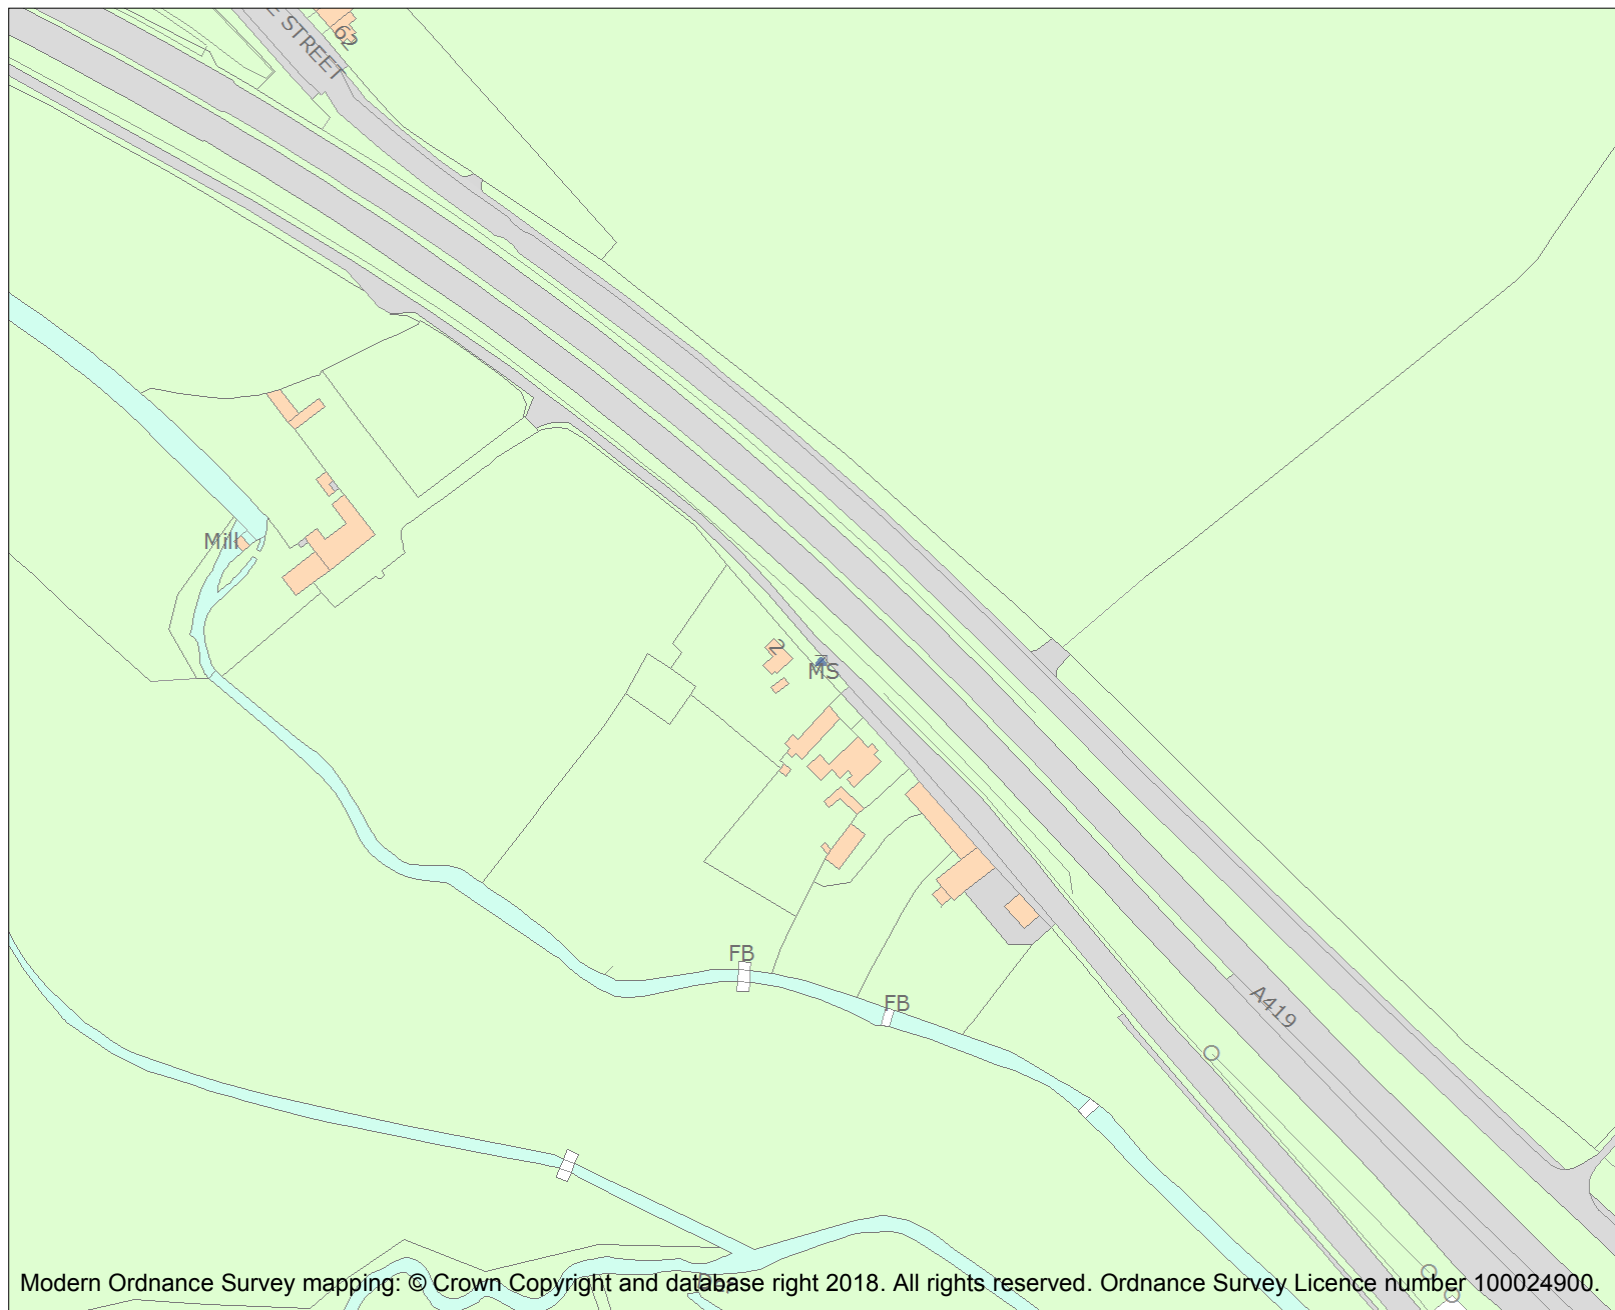 E STREET
62
Mill
2
MS
FB
FB
A419
Modern Ordnance Survey mapping: © Crown Copyright and database right 2018. All rights reserved. Ordnance Survey Licence number 100024900.